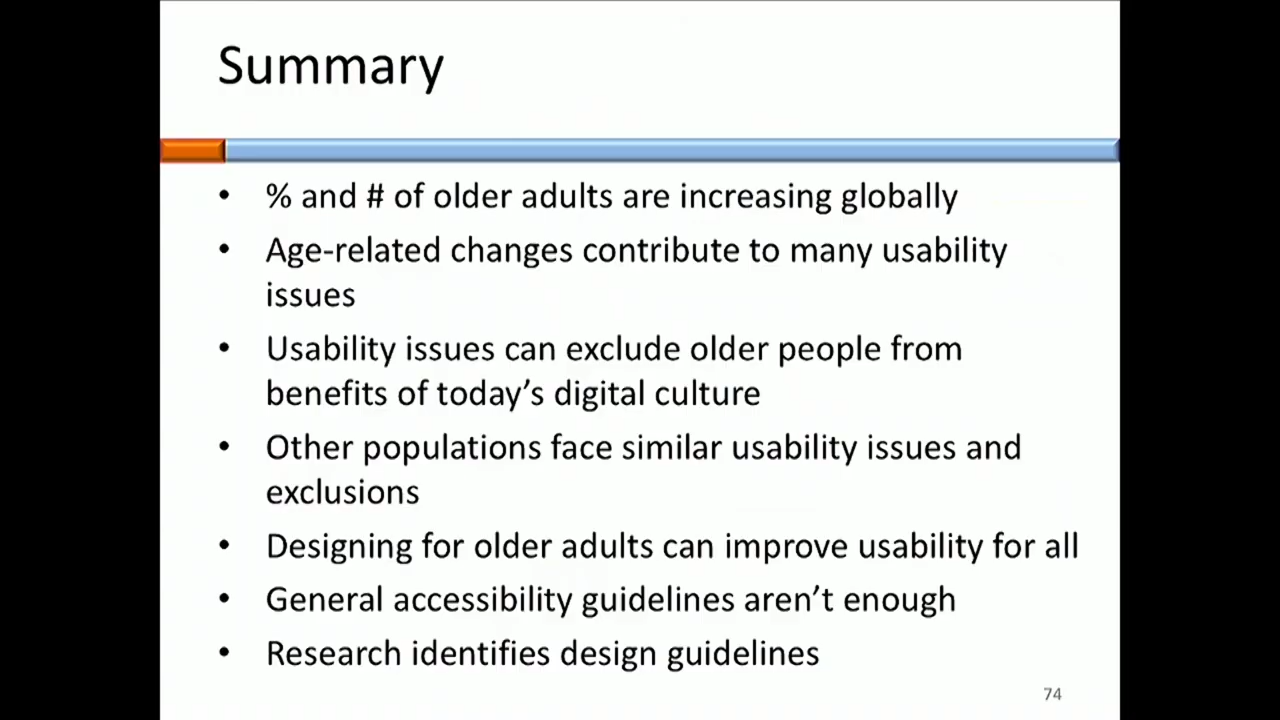 Summary
• % and # of older adults are increasing globally
• Age-related changes contribute to many usability
issues
• Usability issues can exclude older people from
benefits of today’s digital culture
• Other populations face similar usability issues and
exclusions
• Designing for older adults can improve usability for all
• General accessibility guidelines aren’t enough
• Research identifies design guidelines
74